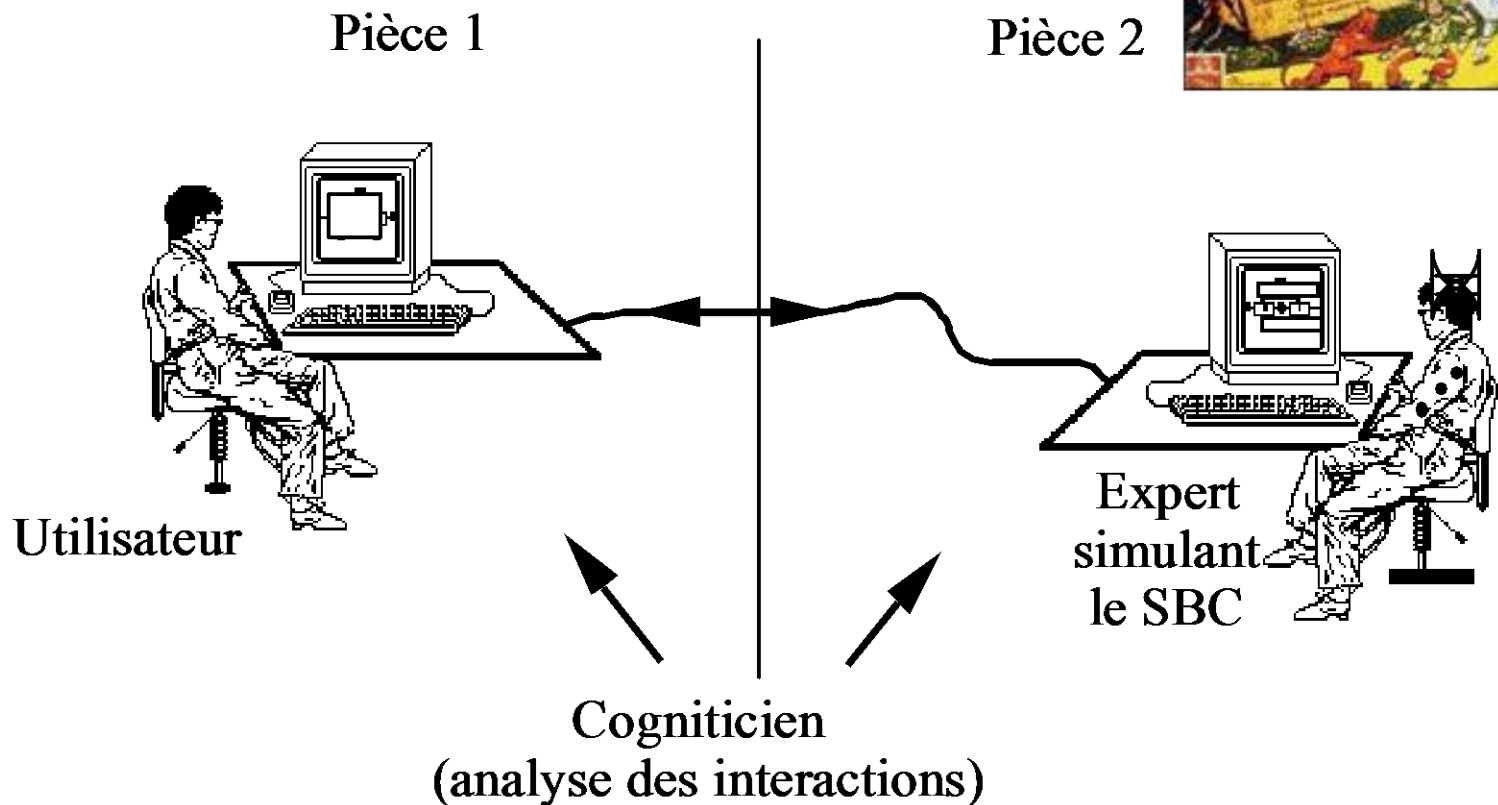 Pièce 1
Pièce 2
Utilisateur
Expert
simulant
le SBC
Cogniticien
(analyse des interactions)